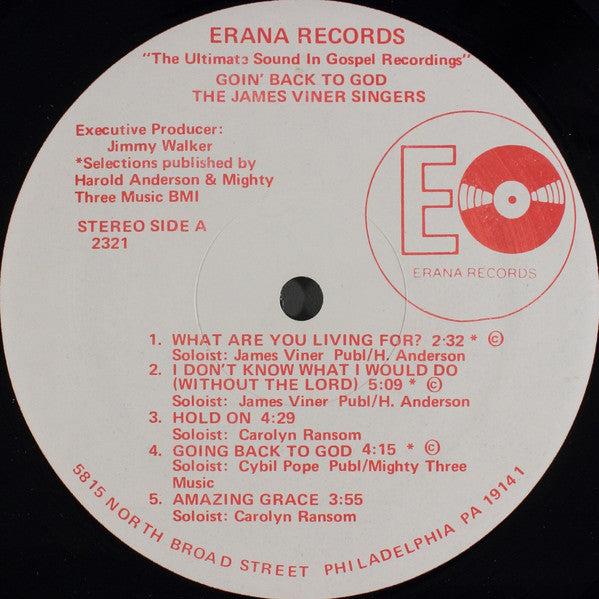 ERANA RECORDS
"The Ultimate Sound In Gospel Recordings"
GOIN' BACK TO GOD
THE JAMES VINER SINGERS
Executive Producer:
Jimmy Walker
*Selections published by
Harold Anderson & Mighty
Three Music BMI
STEREO SIDE A
2321
E
ERANA RECORDS
1. WHAT ARE YOU LIVING FOR? 2:32 * ©
Soloist: James Viner Publ/H. Anderson
2. I DON'T KNOW WHAT I WOULD DO
(WITHOUT THE LORD) 5:09 * ©
Soloist: James Viner Publ/H. Anderson
3. HOLD ON 4:29
Soloist: Carolyn Ransom
4. GOING BACK TO GOD 4:15 * ©
Soloist: Cybil Pope Publ/Mighty Three
Music
5. AMAZING GRACE 3:55
Soloist: Carolyn Ransom
5815 NORTH BROAD STREET PHILADELPHIA PA 19141